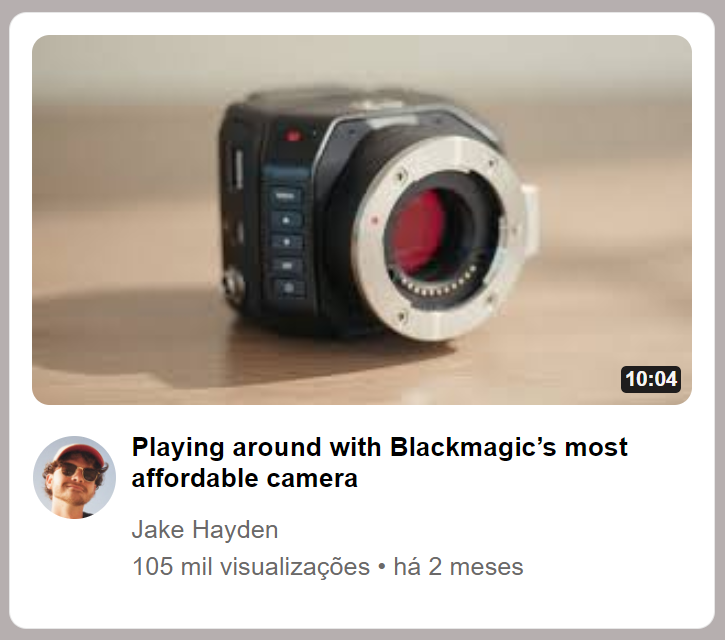 10:04
Playing around with Blackmagic’s most
affordable camera
Jake Hayden
105 mil visualizações • há 2 meses